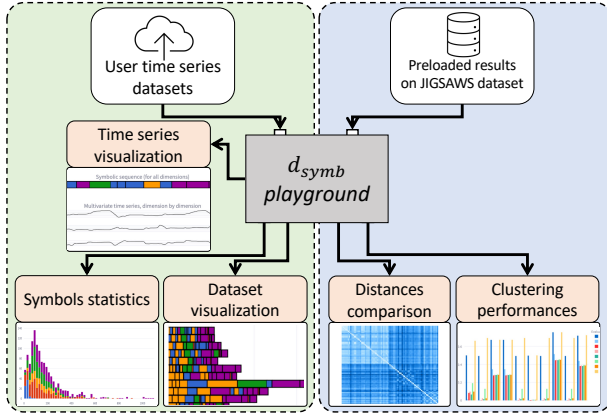 User time series
datasets
Preloaded results
on JIGSAWS dataset
Time series
visualization
Symbolic sequence (for all dimensions)
Multivariate time series, dimension by dimension
d_symb
playground
Symbols statistics
Dataset
visualization
Distances
comparison
Clustering
performances